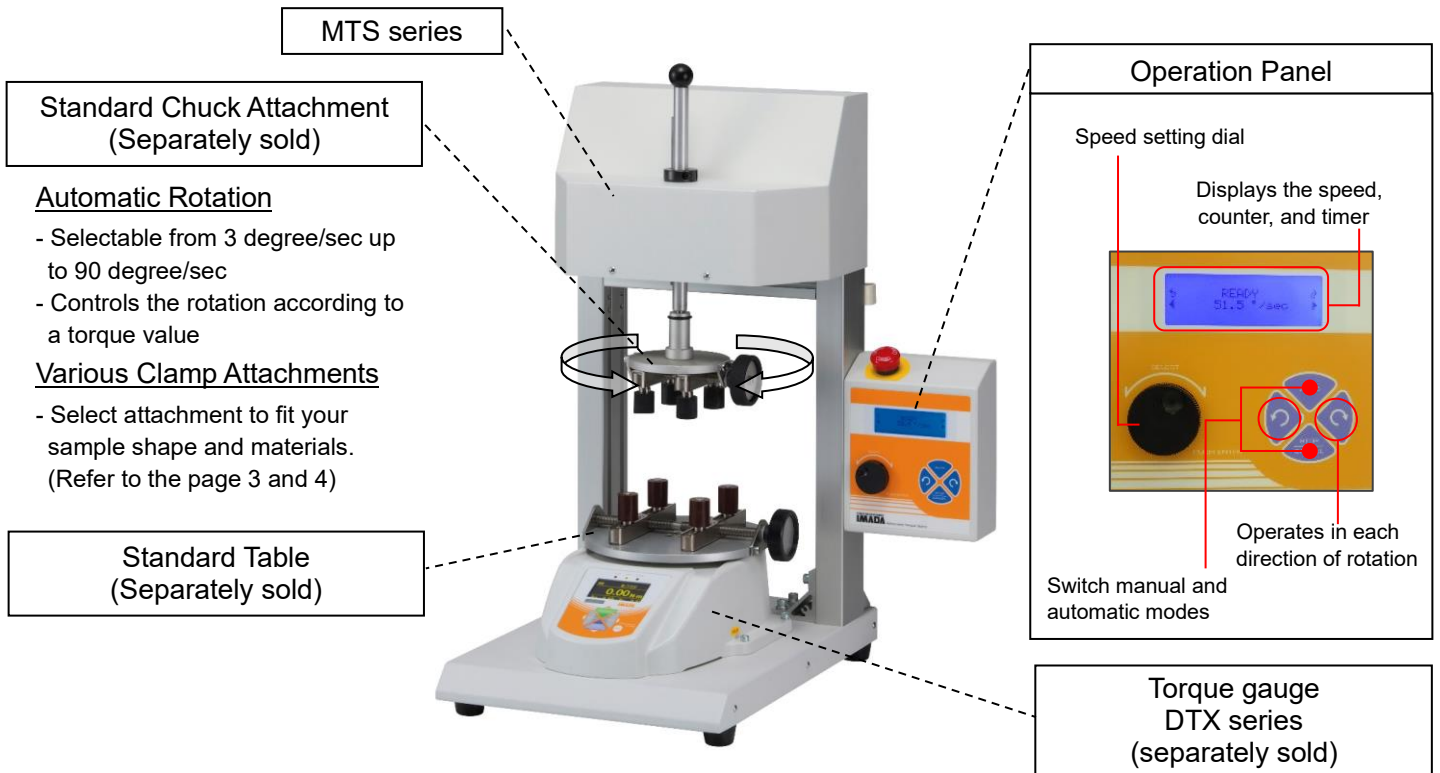 MTS series
Standard Chuck Attachment
(Separately sold)
Automatic Rotation
- Selectable from 3 degree/sec up
to 90 degree/sec
- Controls the rotation according to
a torque value
Various Clamp Attachments
- Select attachment to fit your
sample shape and materials.
(Refer to the page 3 and 4)
Standard Table
(Separately sold)
0.00
IMADA
Operation Panel
Speed setting dial
Displays the speed,
counter, and timer
READY
51.5 °/sec
Operates in each
direction of rotation
Switch manual and
automatic modes
Torque gauge
DTX series
(separately sold)